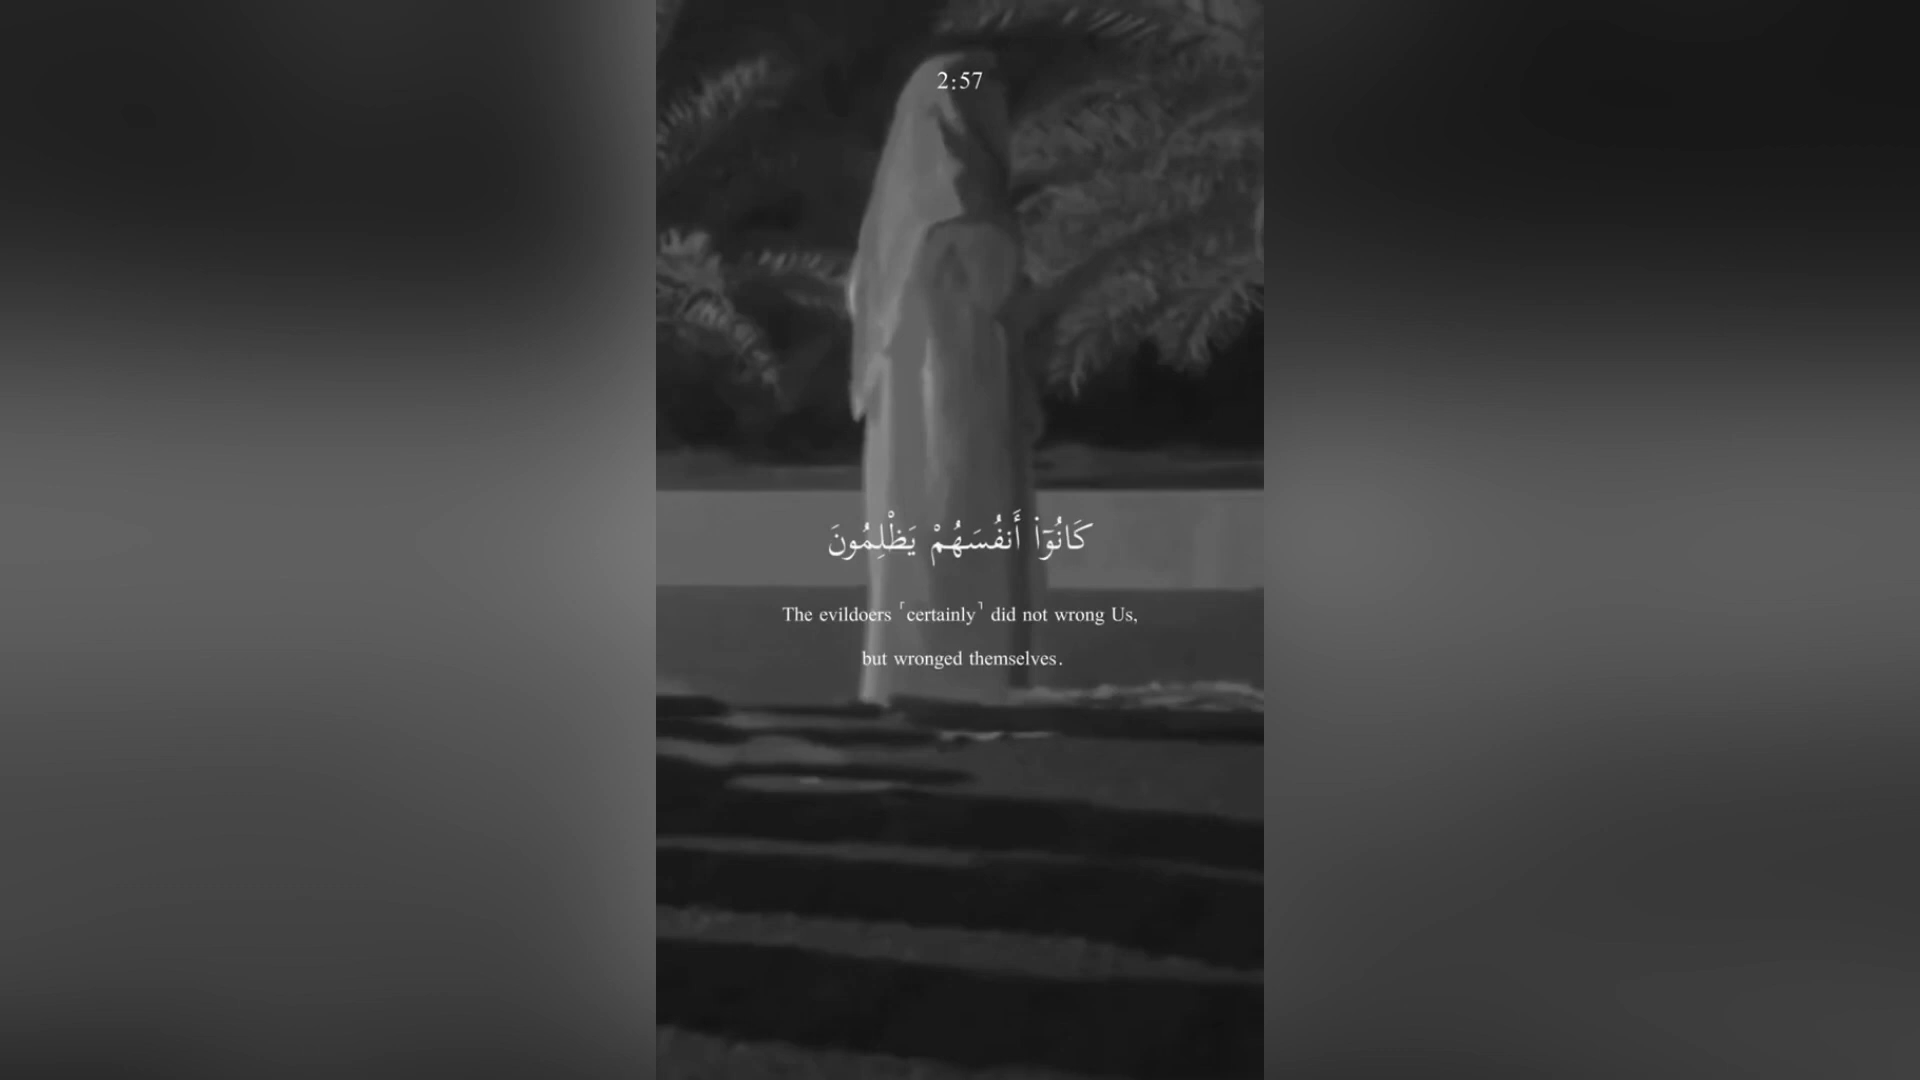 2:57
كَانُوٓا۟ أَنفُسَهُمْ يَظْلِمُونَ
The evildoers ˹certainly˺ did not wrong Us,
but wronged themselves.